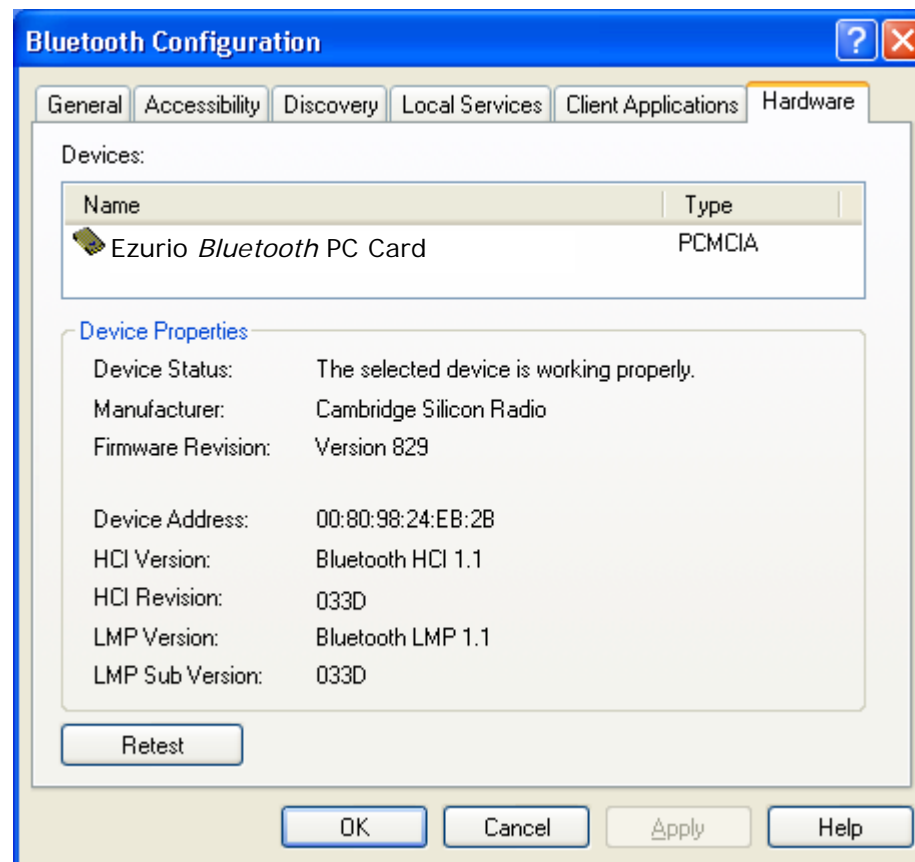 Bluetooth Configuration
General Accessibility Discovery Local Services Client Applications Hardware
Devices:
Name Type
Ezurio Bluetooth PC Card PCMCIA
Device Properties
Device Status: The selected device is working properly.
Manufacturer: Cambridge Silicon Radio
Firmware Revision: Version 829
Device Address: 00:80:98:24:EB:2B
HCI Version: Bluetooth HCI 1.1
HCI Revision: 033D
LMP Version: Bluetooth LMP 1.1
LMP Sub Version: 033D
Retest
OK Cancel Apply Help